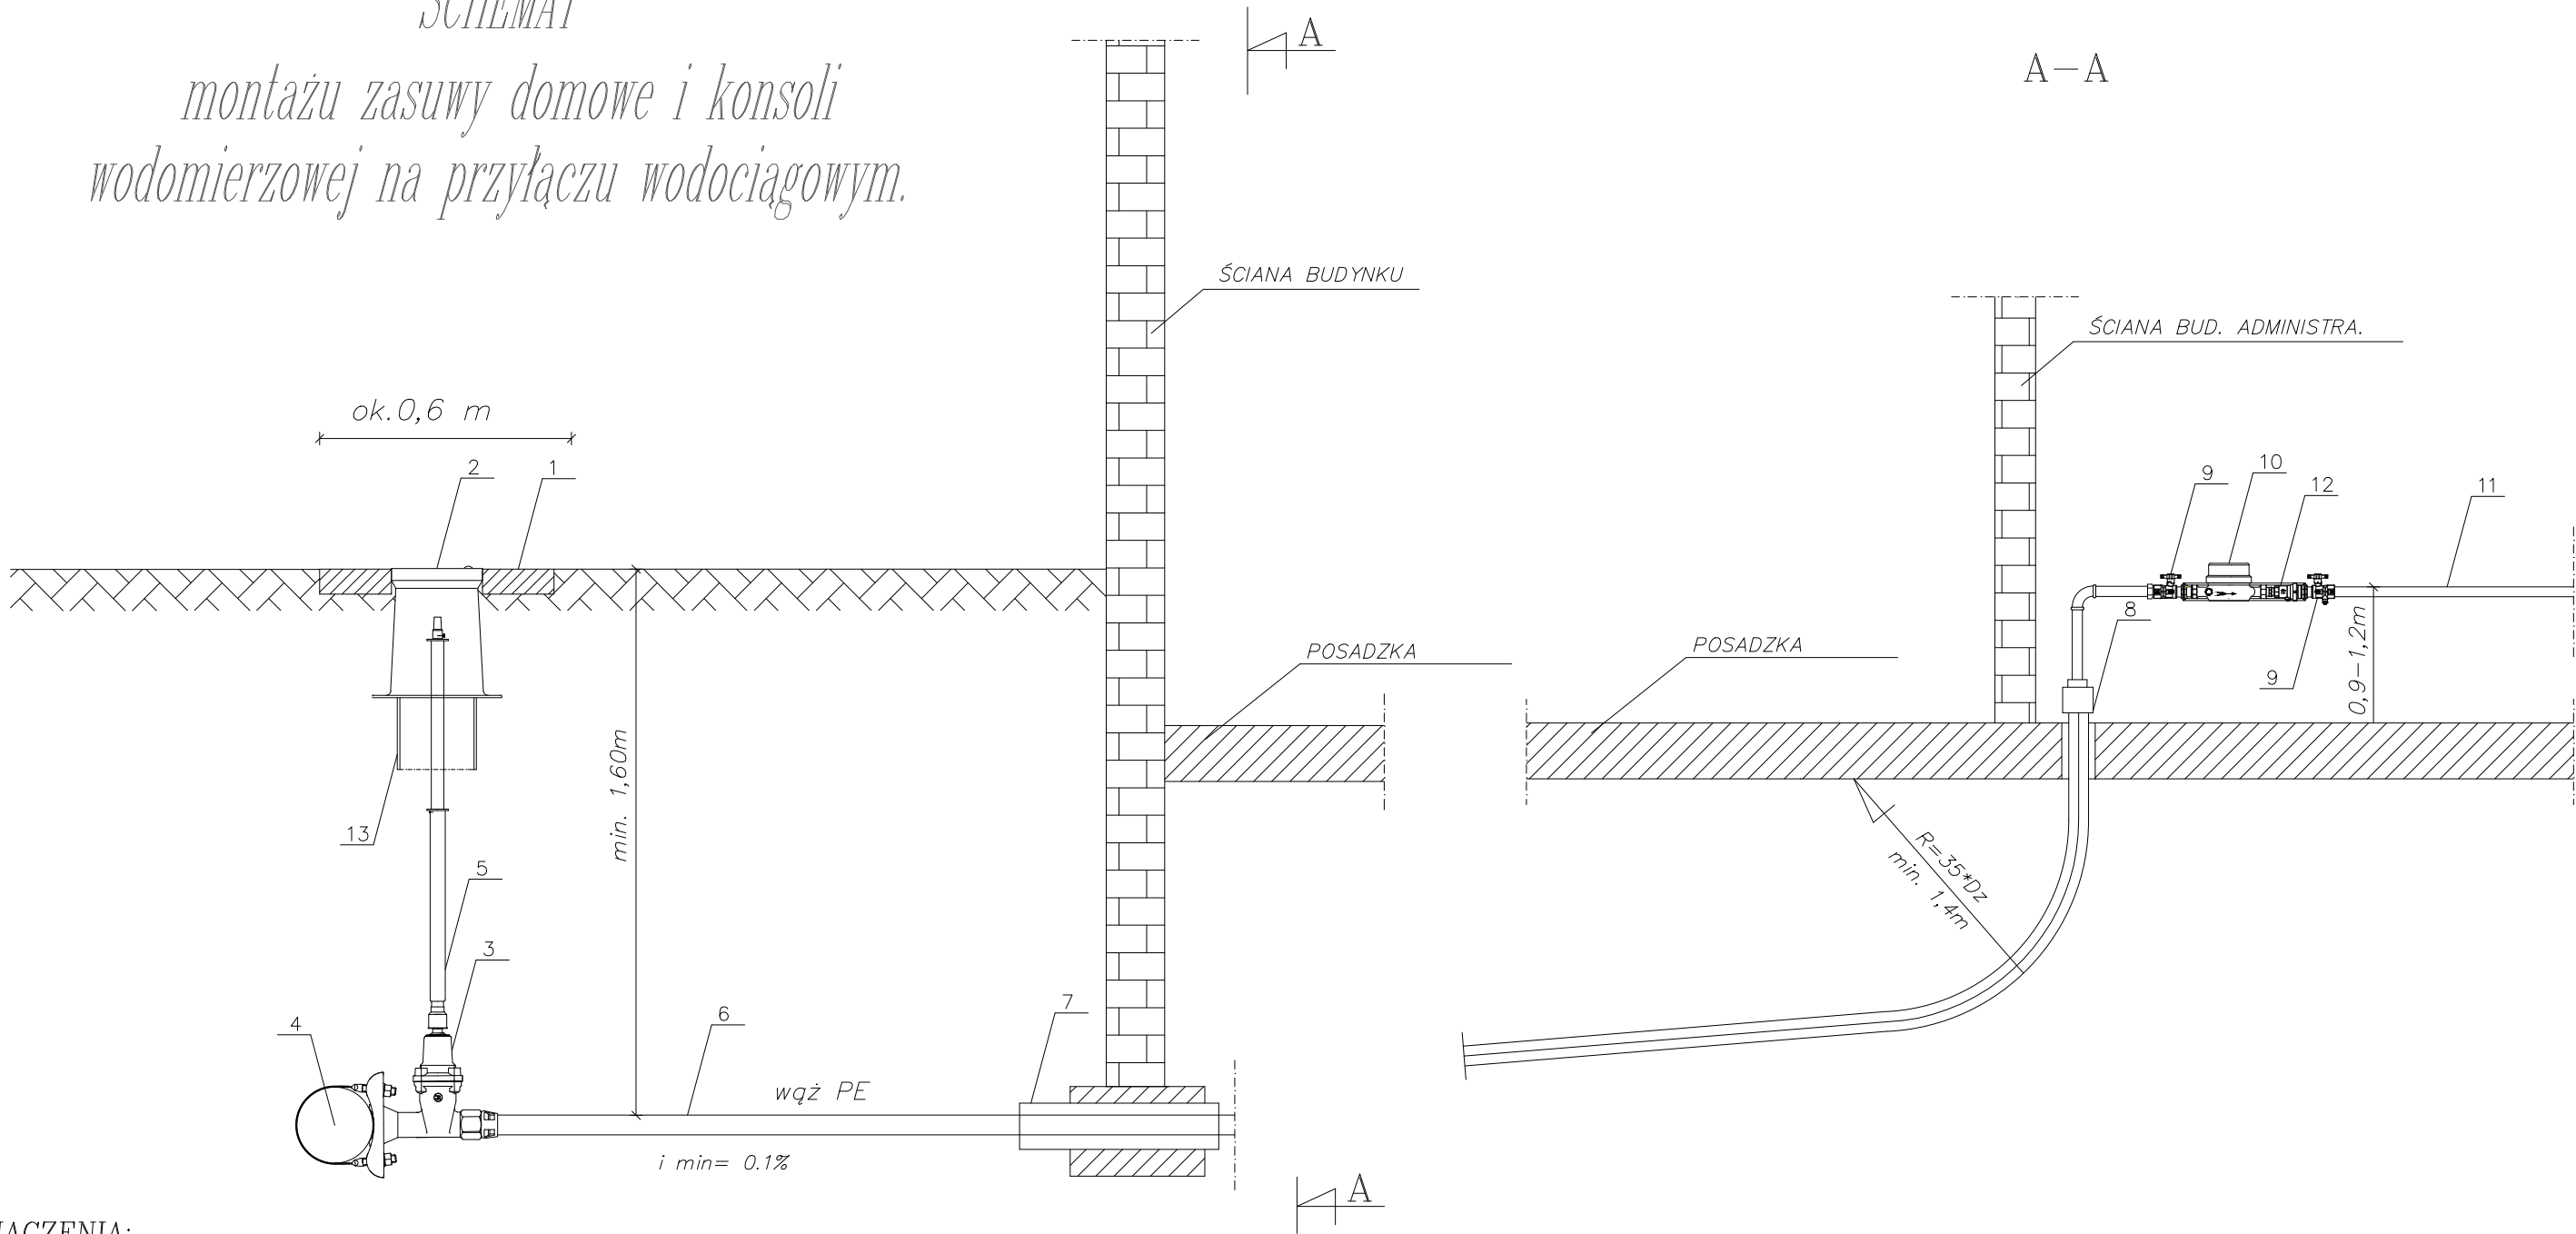 SCHEMAT
montażu zasuwy domowe i konsoli
wodomierzowej na przyłączu wodociągowym.
A
A-A
ŚCIANA BUDYNKU
ŚCIANA BUD. ADMINISTRA.
ok.0,6 m
2
1
9
10
12
11
8
9
0,9-1,2m
POSADZKA
POSADZKA
min. 1,60m
13
5
3
4
6
7
wąż PE
i min= 0.1%
R=35*Dz
min. 1,4m
A